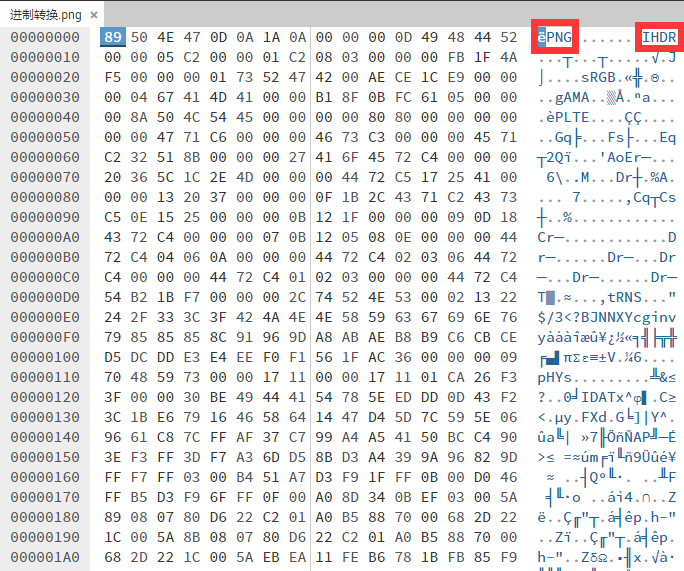 进制转换.png ×
00000000 89 50 4E 47 0D 0A 1A 0A 00 00 00 0D 49 48 44 52 ëPNG........IHDR
00000010 00 00 05 C2 00 00 01 C2 08 03 00 00 00 FB 1F 4A ...┬...┬.....√.J
00000020 F5 00 00 00 01 73 52 47 42 00 AE CE 1C E9 00 00 ⌡....sRGB.«╬.Θ..
00000030 00 04 67 41 4D 41 00 00 B1 8F 0B FC 61 05 00 00 ..gAMA..▒Å.ⁿa...
00000040 00 8A 50 4C 54 45 00 00 00 00 80 80 00 00 00 00 .èPLTE....ÇÇ....
00000050 00 00 47 71 C6 00 00 00 46 73 C3 00 00 00 45 71 ..Gq╞...Fs├...Eq
00000060 C2 32 51 8B 00 00 00 27 41 6F 45 72 C4 00 00 00 ┬2Qï...'AoEr─...
00000070 20 36 5C 1C 2E 4D 00 00 00 44 72 C5 17 25 41 00 6\..M...Dr┼.%A.
00000080 00 00 13 20 37 00 00 00 0F 1B 2C 43 71 C2 43 73 ... 7.....,Cq┬Cs
00000090 C5 0E 15 25 00 00 00 0B 12 1F 00 00 00 09 0D 18 ┼..%............
000000A0 43 72 C4 00 00 00 07 0B 12 05 08 0E 00 00 00 44 Cr─............D
000000B0 72 C4 04 06 0A 00 00 00 44 72 C4 02 03 06 44 72 r─......Dr─...Dr
000000C0 C4 00 00 00 44 72 C4 01 02 03 00 00 00 44 72 C4 ─...Dr─......Dr─
000000D0 54 B2 1B F7 00 00 00 2C 74 52 4E 53 00 02 13 22 T▓.≈...,tRNS..."
000000E0 24 2F 33 3C 3F 42 4A 4E 4E 58 59 63 67 69 6E 76 $/3<?BJNNXYcginv
000000F0 79 85 85 85 8C 91 96 9D A8 AB AE B8 B9 C6 CB CE yàààîæû¥¿½«╕╣╞╦╬
00000100 D5 DC DD E3 E4 EE F0 F1 56 1F AC 36 00 00 00 09 ╒▄▌πΣε≡±V.¼6....
00000110 70 48 59 73 00 00 17 11 00 00 17 11 01 CA 26 F3 pHYs.........╩&≤
00000120 3F 00 00 30 BE 49 44 41 54 78 5E ED DD 0D 43 F2 ?..0╛IDATx^φ▌.C≥
00000130 3C 1B E6 79 16 46 58 64 14 47 D4 5D 7C 59 5E 06 <.µy.FXd.G╘]|Y^.
00000140 96 61 C8 7C FF AF 37 C7 99 A4 A5 41 50 BC C4 90 ûa╚| »7╟ÖñÑAP╝─É
00000150 3E F3 FF 3D F7 A3 6D D5 8B D3 A4 39 9A 96 82 9D >≤ =≈úm╒ï╙ñ9Üûé¥
00000160 FF F7 FF 03 00 B4 51 A7 D3 F9 1F FF 0B 00 D0 46 ≈ ..┤Qº╙∙. ..╨F
00000170 FF B5 D3 F9 6F FF 0F 00 A0 8D 34 0B EF 03 00 5A ╡╙∙o ..áì4.∩..Z
00000180 89 08 07 80 D6 22 C2 01 A0 B5 88 70 00 68 2D 22 ë..Ç╓"┬.á╡êp.h-"
00000190 1C 00 5A 8B 08 07 80 D6 22 C2 01 A0 B5 88 70 00 ..Zï..Ç╓"┬.á╡êp.
000001A0 68 2D 22 1C 00 5A EB EA 11 FE B6 78 1B FB 85 F9 h-"..ZδΩ.■╢x.√à∙